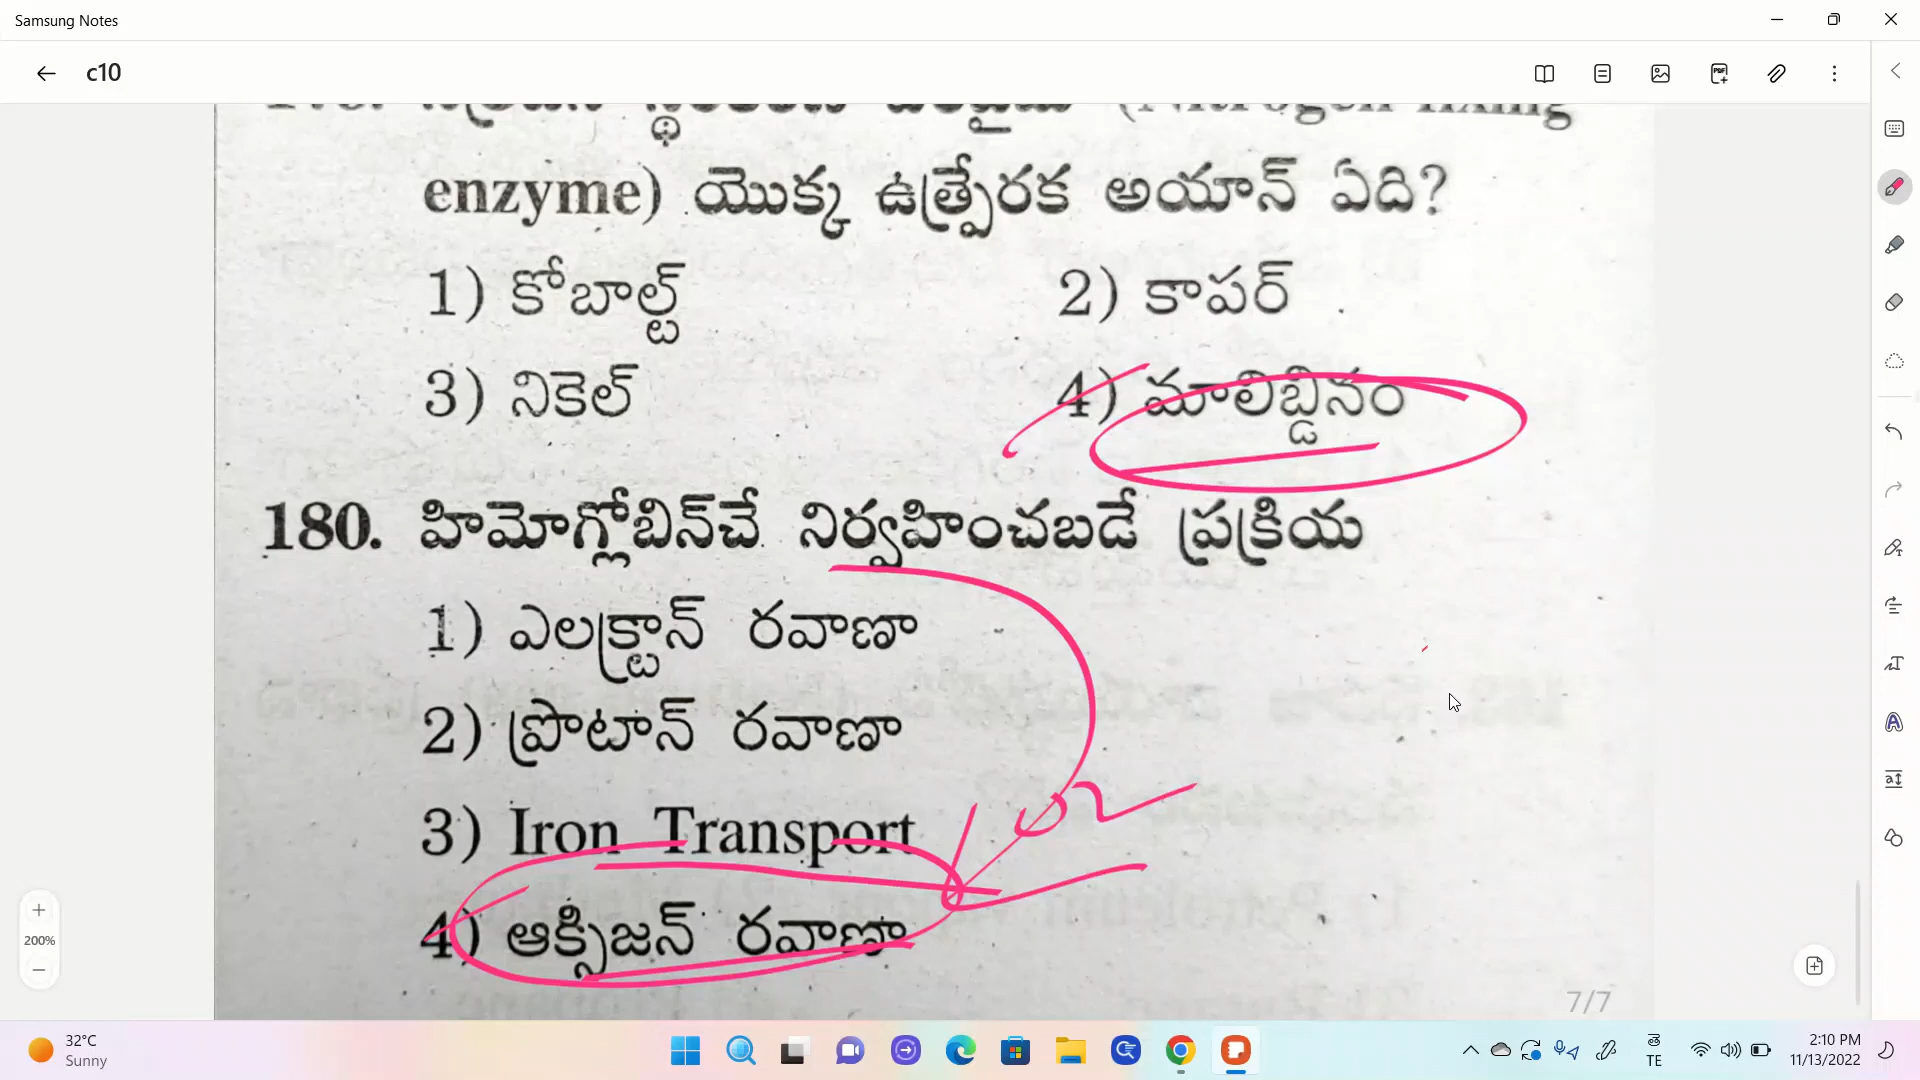 Samsung Notes
c10
(Nitrogen fixing
enzyme) యొక్క ఉత్ప్రేరక అయాన్ ఏది?
1) కోబాల్ట్ 2) కాపర్
3) నికెల్ 4) మాలిబ్డినం
180. హిమోగ్లోబిన్‌చే నిర్వహించబడే ప్రక్రియ
1) ఎలక్ట్రాన్ రవాణా
2) ప్రొటాన్ రవాణా
3) Iron Transport
4) ఆక్సిజన్ రవాణా
7/7
200%
32°C
Sunny
తె
TE
2:10 PM
11/13/2022